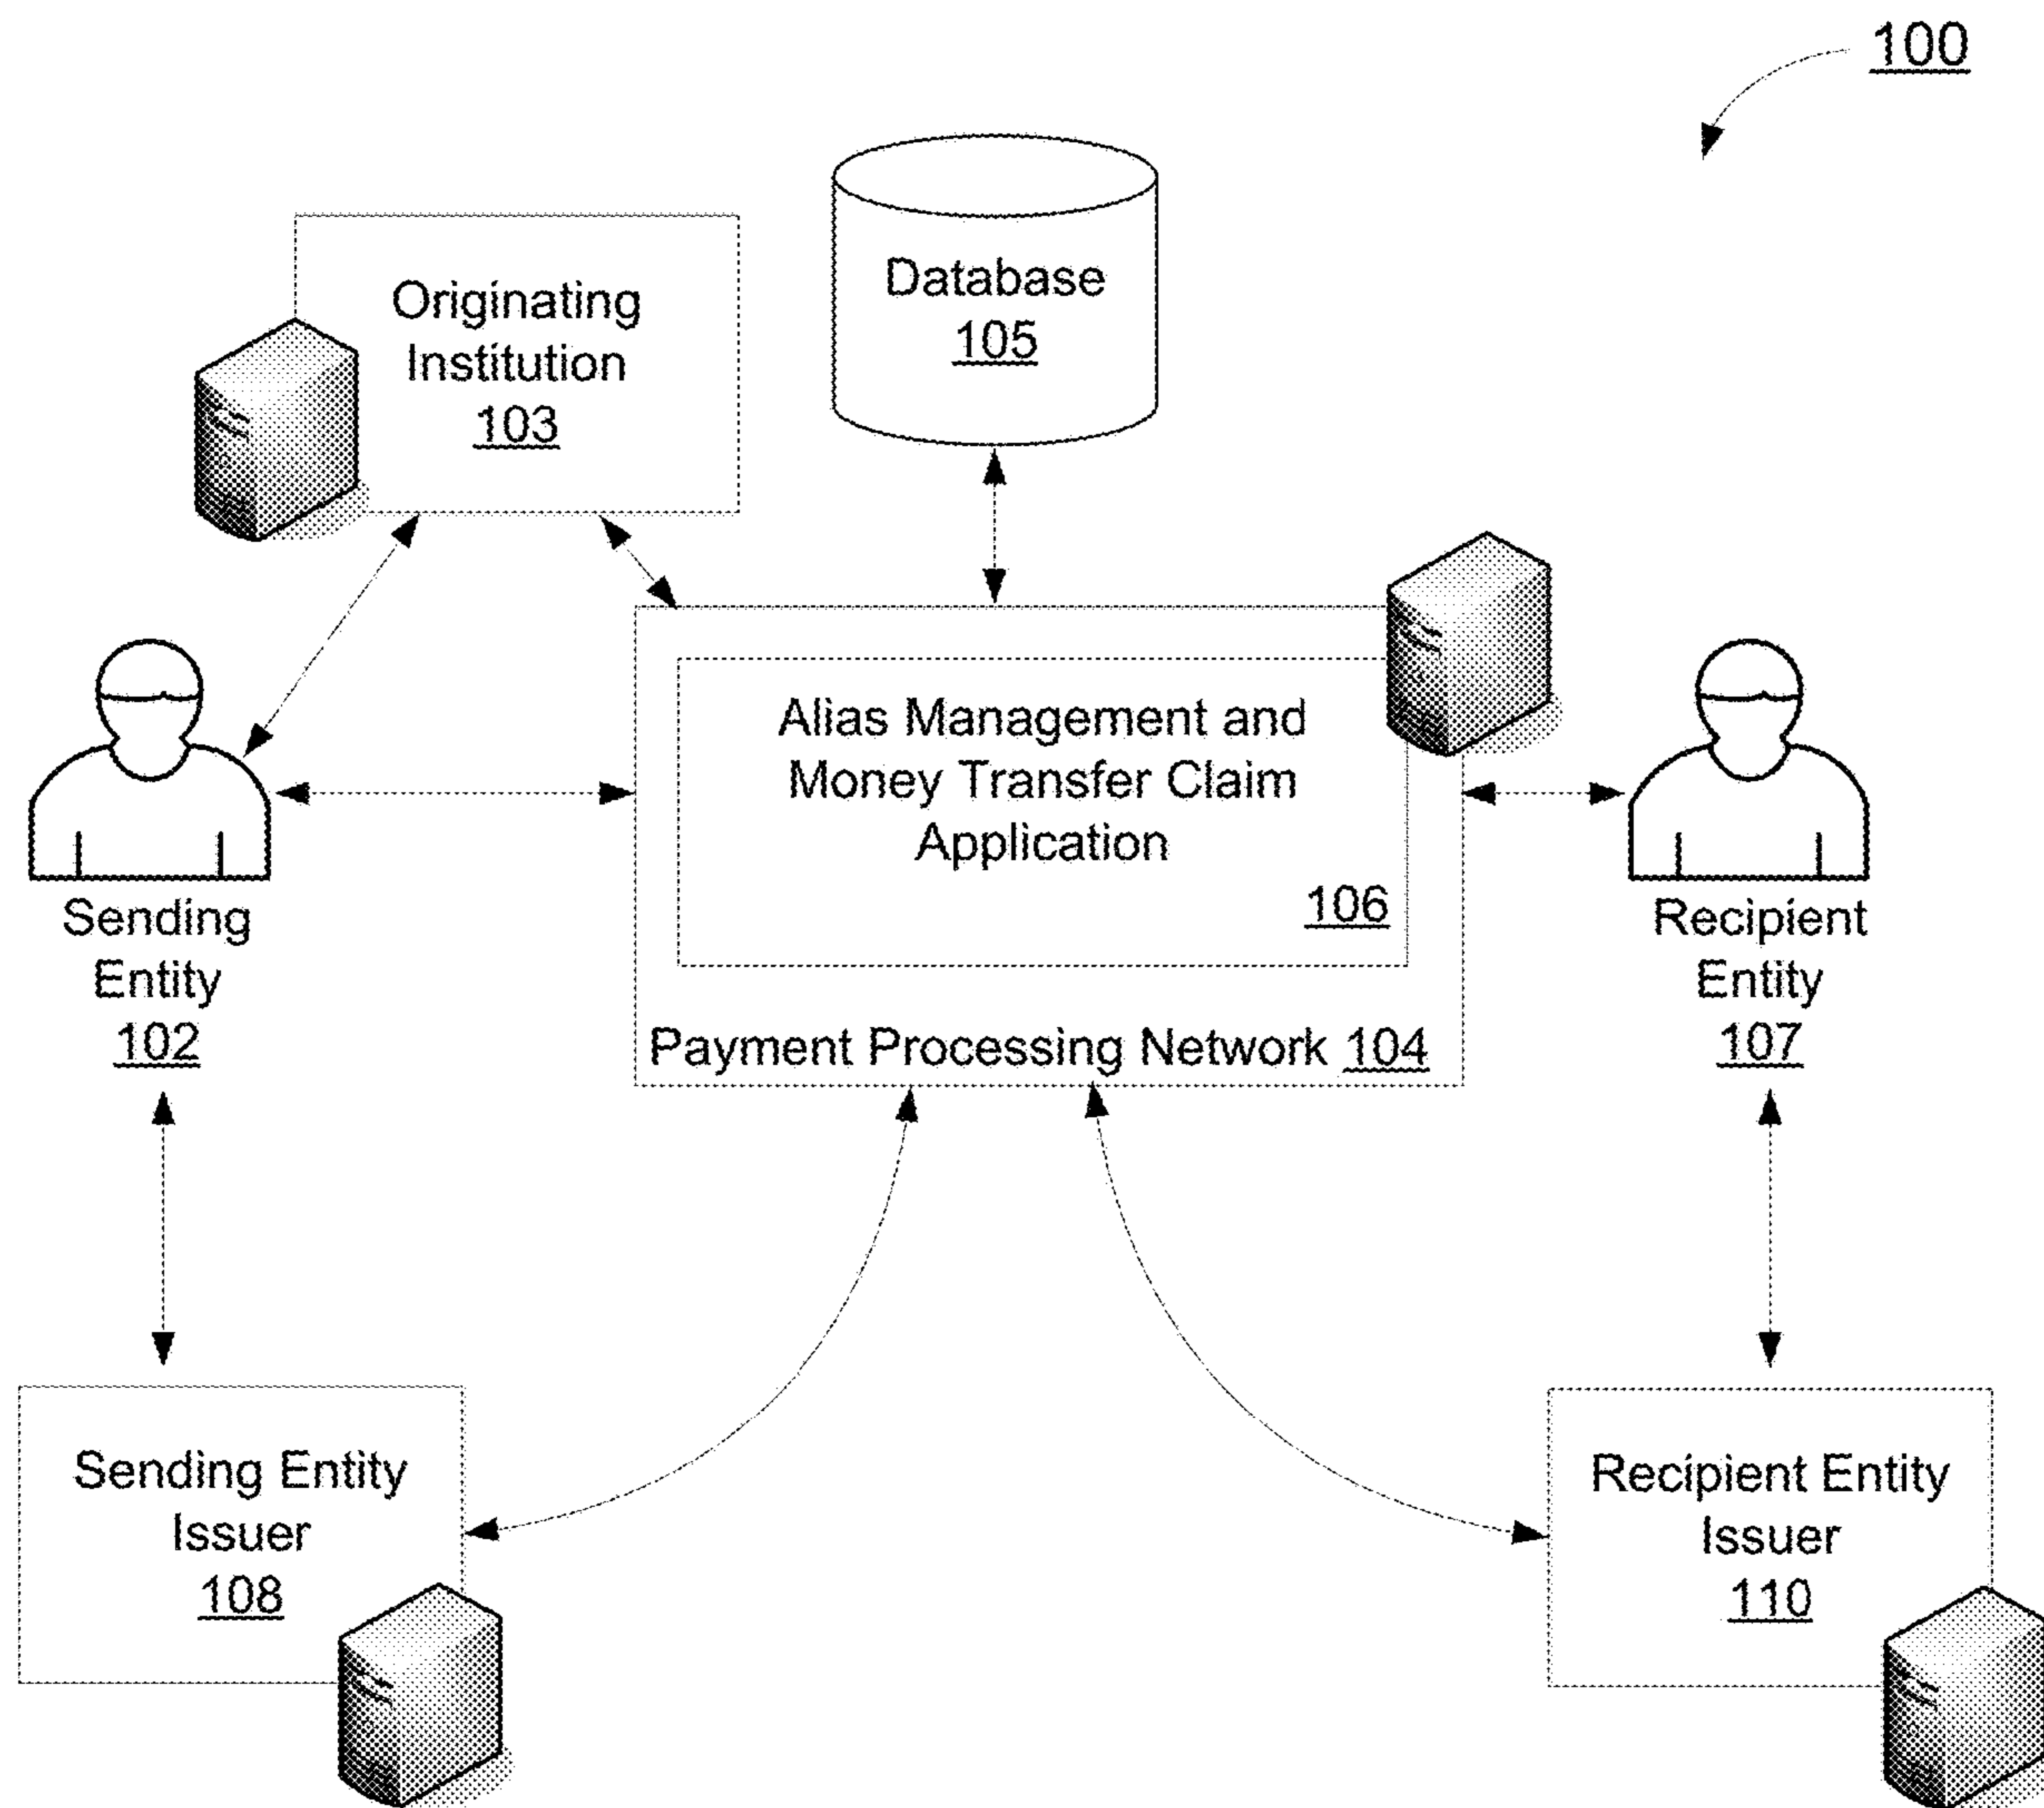 100
Originating
Institution
103
Database
105
Alias Management and
Money Transfer Claim
Application
106
Payment Processing Network 104
Sending
Entity
102
Recipient
Entity
107
Sending Entity
Issuer
108
Recipient Entity
Issuer
110